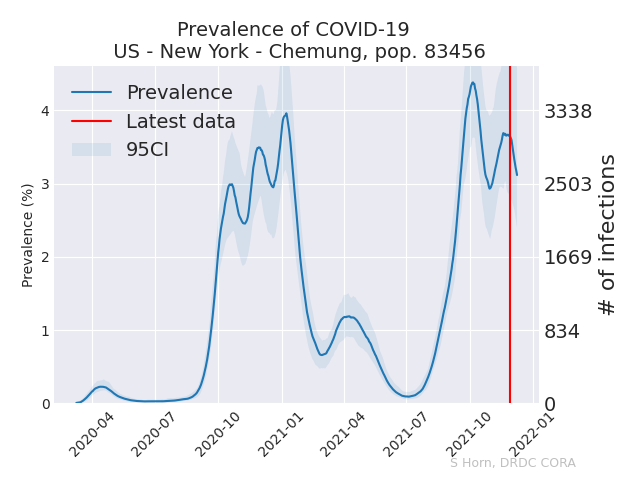 Prevalence of COVID-19
US - New York - Chemung, pop. 83456
Prevalence
Latest data
95CI
Prevalence (%)
4
3
2
1
0
3338
2503
1669
834
0
# of infections
2020-04
2020-07
2020-10
2021-01
2021-04
2021-07
2021-10
2022-01
S Horn, DRDC CORA